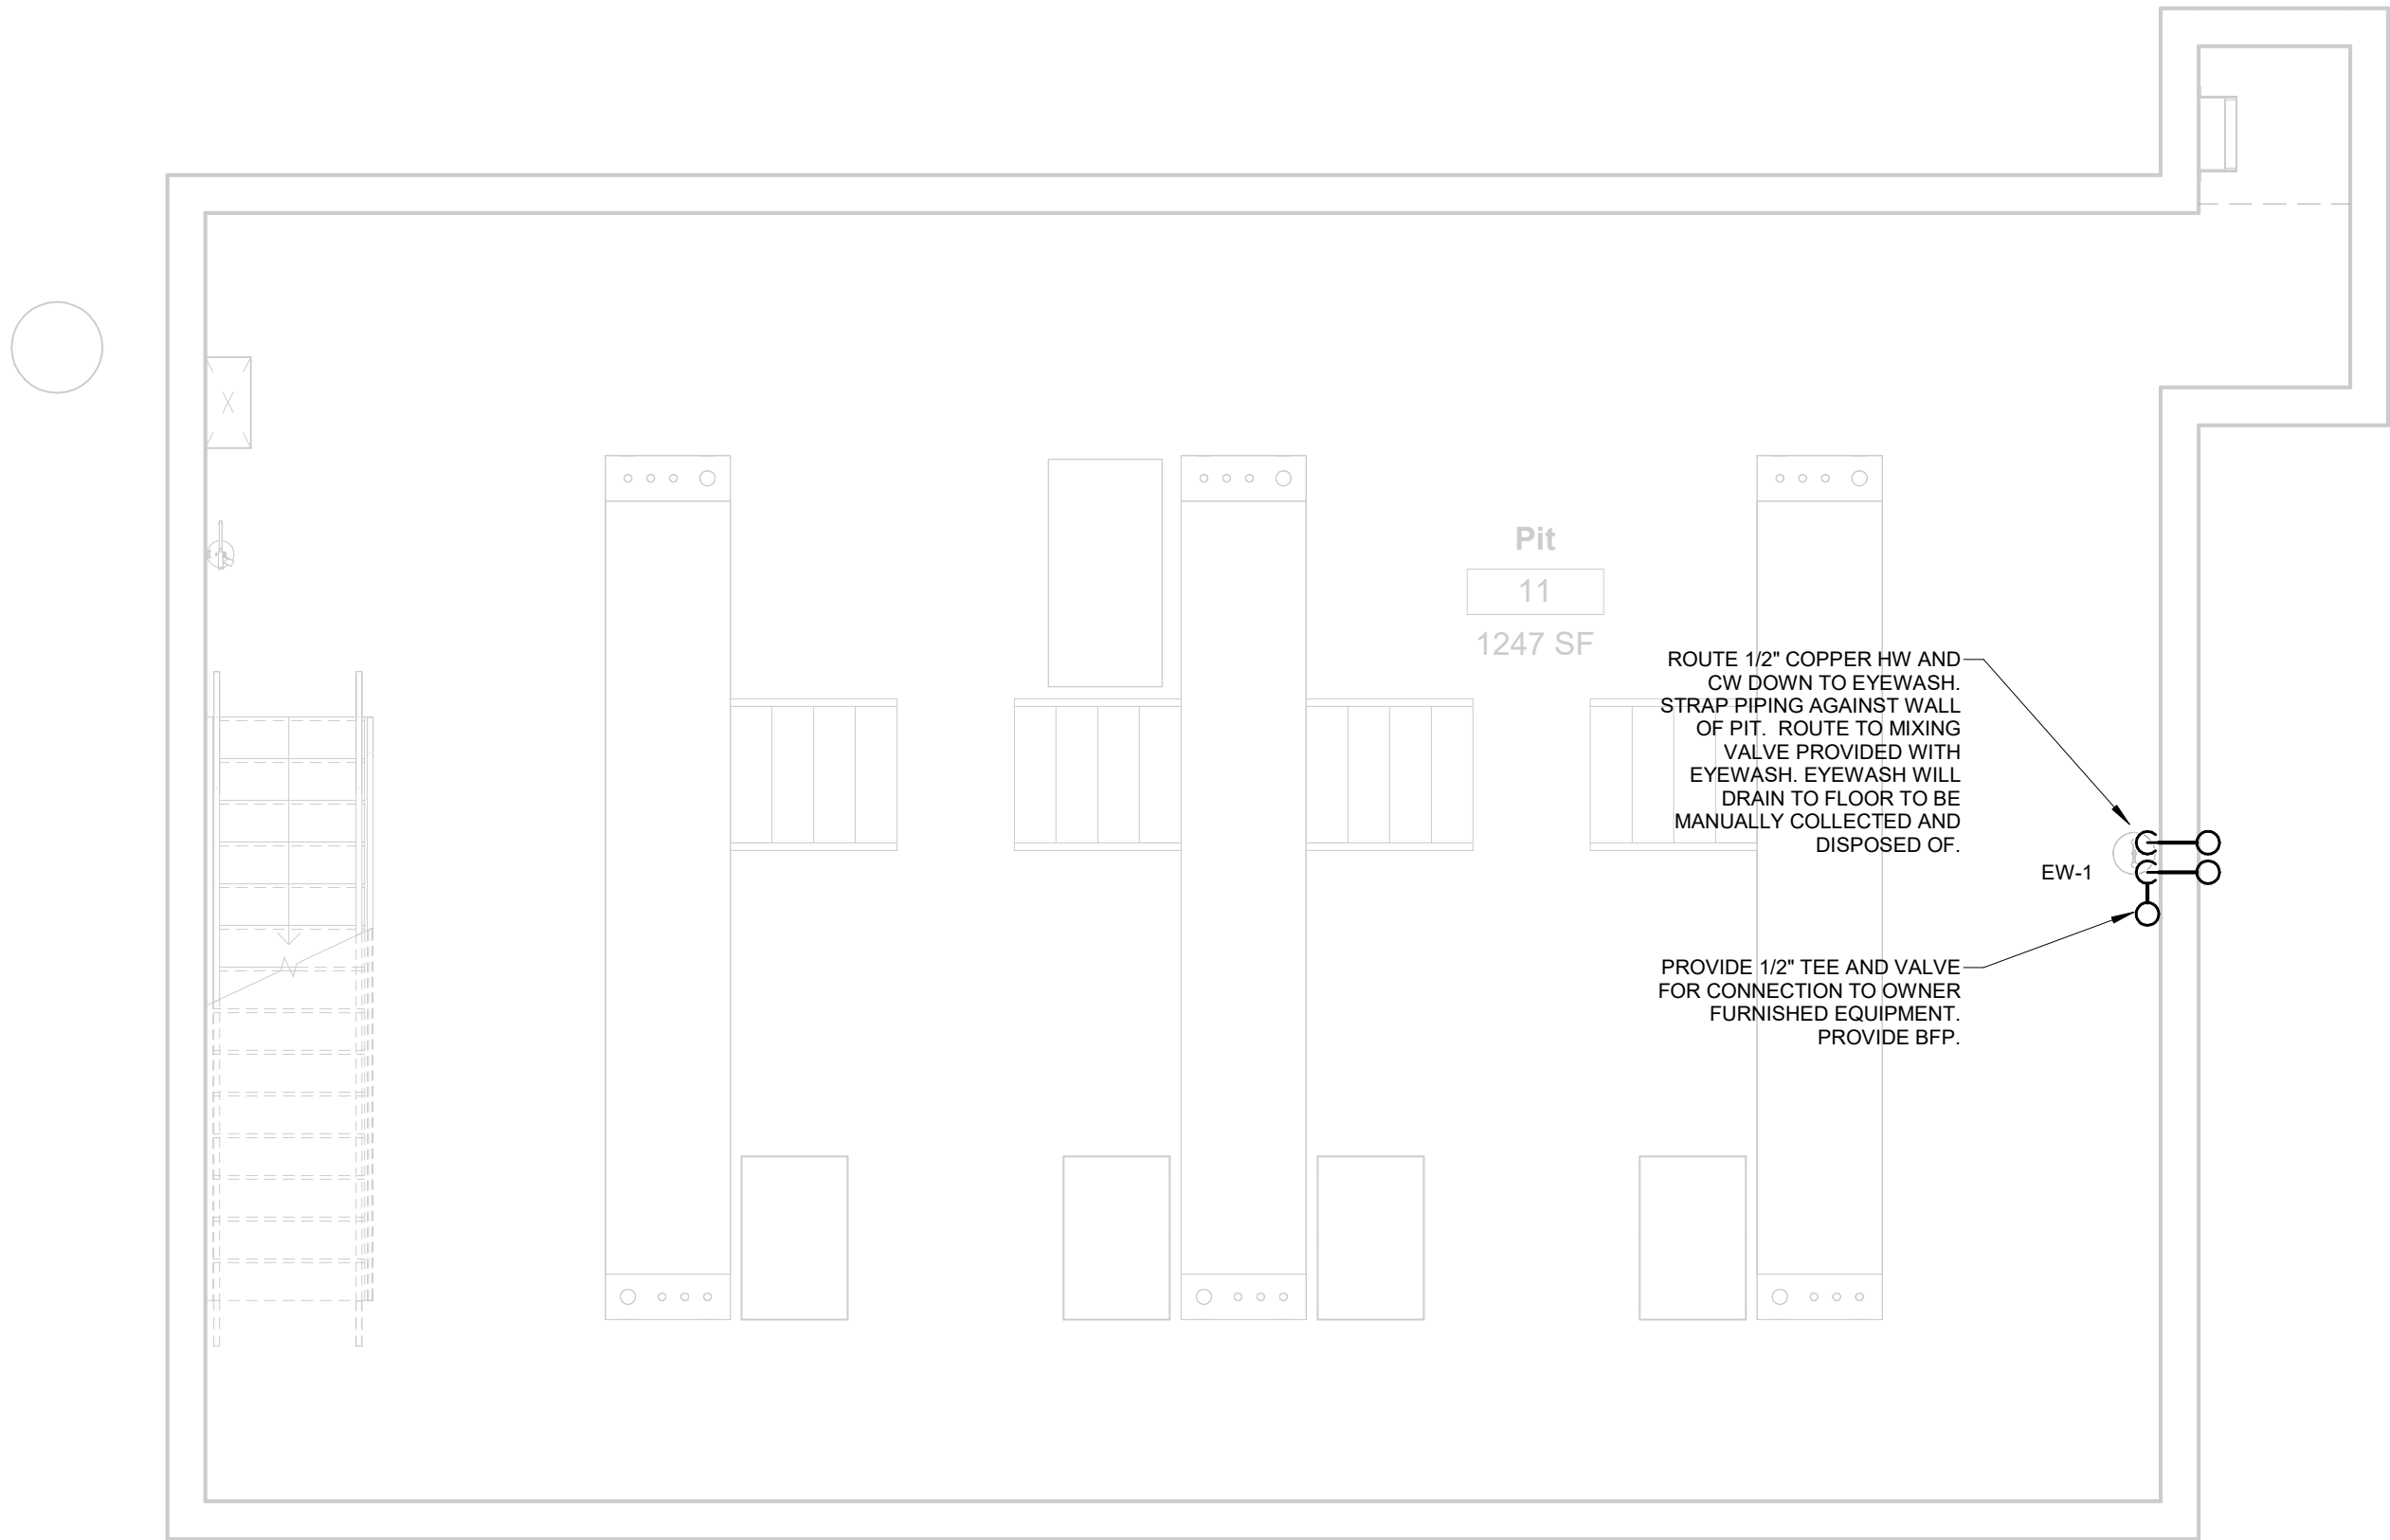 Pit
11
1247 SF
ROUTE 1/2" COPPER HW AND
CW DOWN TO EYEWASH.
STRAP PIPING AGAINST WALL
OF PIT.  ROUTE TO MIXING
VALVE PROVIDED WITH
EYEWASH. EYEWASH WILL
DRAIN TO FLOOR TO BE
MANUALLY COLLECTED AND
DISPOSED OF.
EW-1
PROVIDE 1/2" TEE AND VALVE
FOR CONNECTION TO OWNER
FURNISHED EQUIPMENT.
PROVIDE BFP.